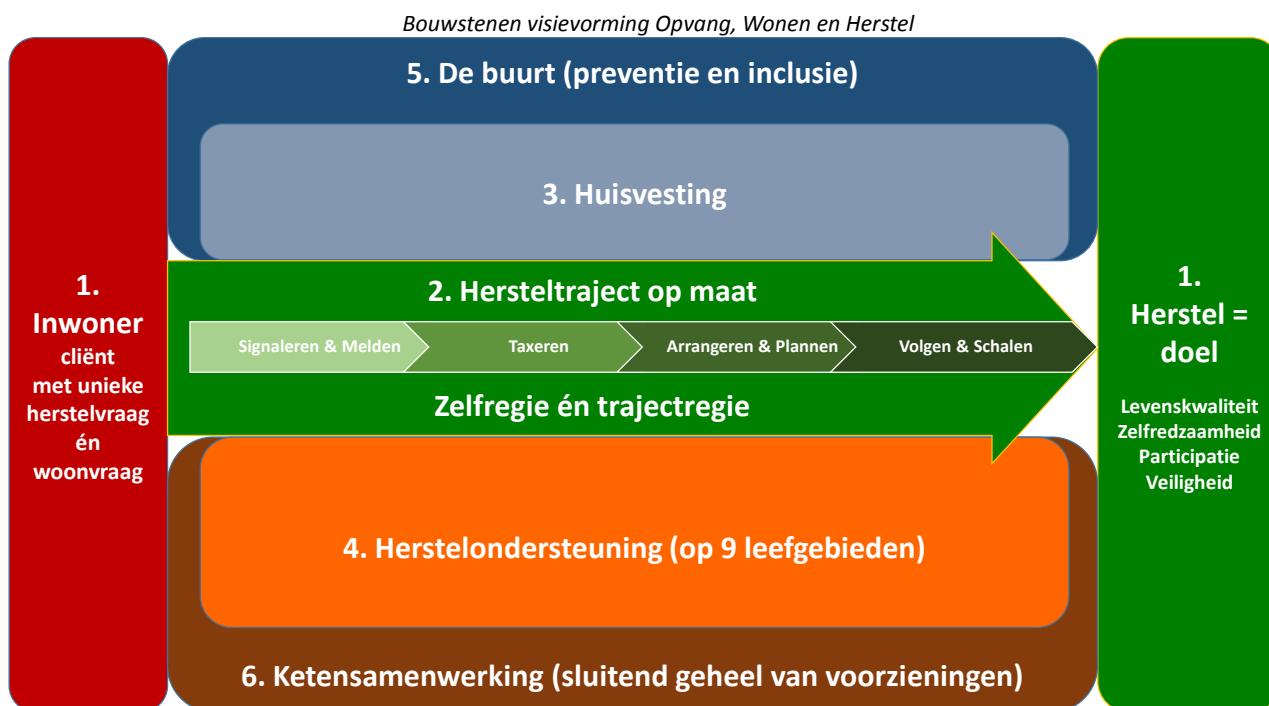 Bouwstenen visievorming Opvang, Wonen en Herstel
5. De buurt (preventie en inclusie)
3. Huisvesting
1.
Inwoner
cliënt
met unieke
herstelvraag
én
woonvraag
2. Hersteltraject op maat
Signaleren & Melden
Taxeren
Arrangeren & Plannen
Volgen & Schalen
Zelfregie én trajectregie
1.
Herstel =
doel
Levenskwaliteit
Zelfredzaamheid
Participatie
Veiligheid
4. Herstelondersteuning (op 9 leefgebieden)
6. Ketensamenwerking (sluitend geheel van voorzieningen)